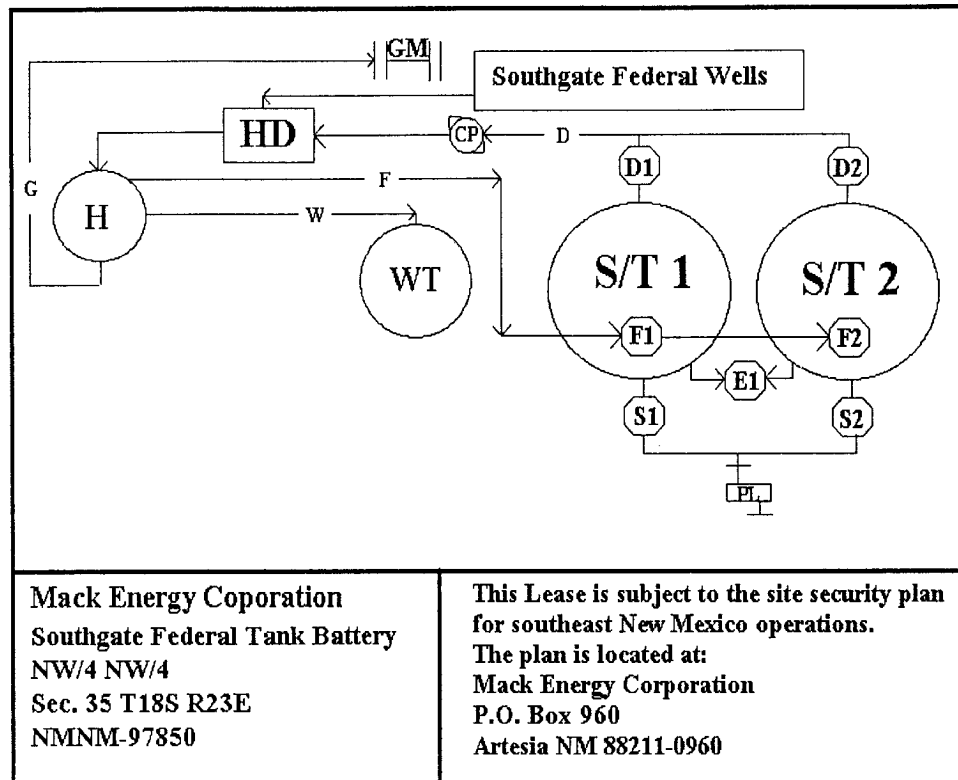 GM
Southgate Federal Wells
HD
CP
D
D1
D2
G
H
F
W
WT
S/T 1
S/T 2
F1
F2
E1
S1
S2
PL
Mack Energy Coporation
Southgate Federal Tank Battery
NW/4 NW/4
Sec. 35 T18S R23E
NMNM-97850
This Lease is subject to the site security plan
for southeast New Mexico operations.
The plan is located at:
Mack Energy Corporation
P.O. Box 960
Artesia NM 88211-0960